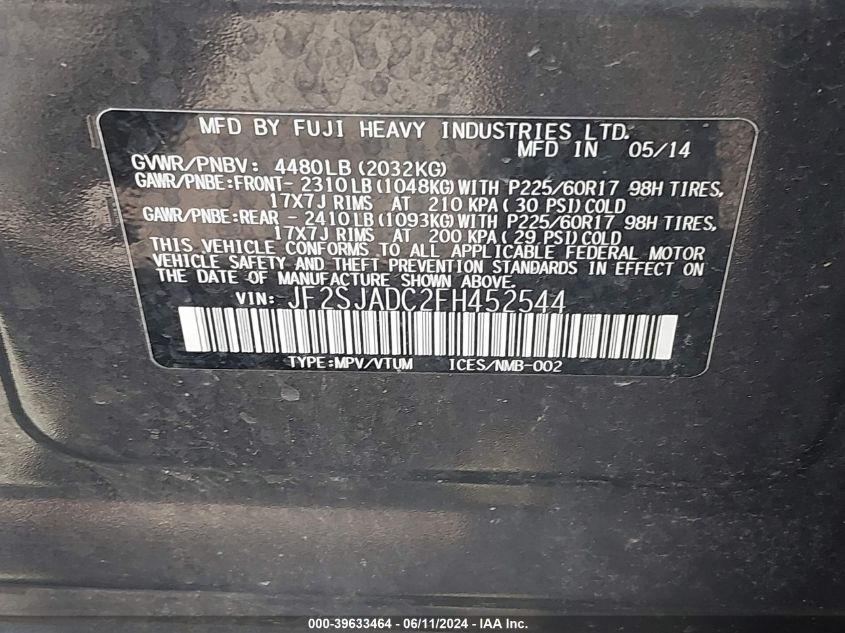 MFD BY FUJI HEAVY INDUSTRIES LTD.
MFD IN 05/14
GVWR/PNBV: 4480LB (2032KG)
GAWR/PNBE:FRONT- 2310LB (1048KG) WITH P225/60R17 98H TIRES,
17X7J RIMS AT 210 KPA ( 30 PSI) COLD
GAWR/PNBE:REAR - 2410LB (1093KG) WITH P225/60R17 98H TIRES,
17X7J RIMS AT 200 KPA ( 29 PSI) COLD
THIS VEHICLE CONFORMS TO ALL APPLICABLE FEDERAL MOTOR
VEHICLE SAFETY AND THEFT PREVENTION STANDARDS IN EFFECT ON
THE DATE OF MANUFACTURE SHOWN ABOVE.
VIN: JF2SJADC2FH452544
TYPE:MPV/VTUM ICES/NMB-002
000-39633464 - 06/11/2024 - IAA Inc.